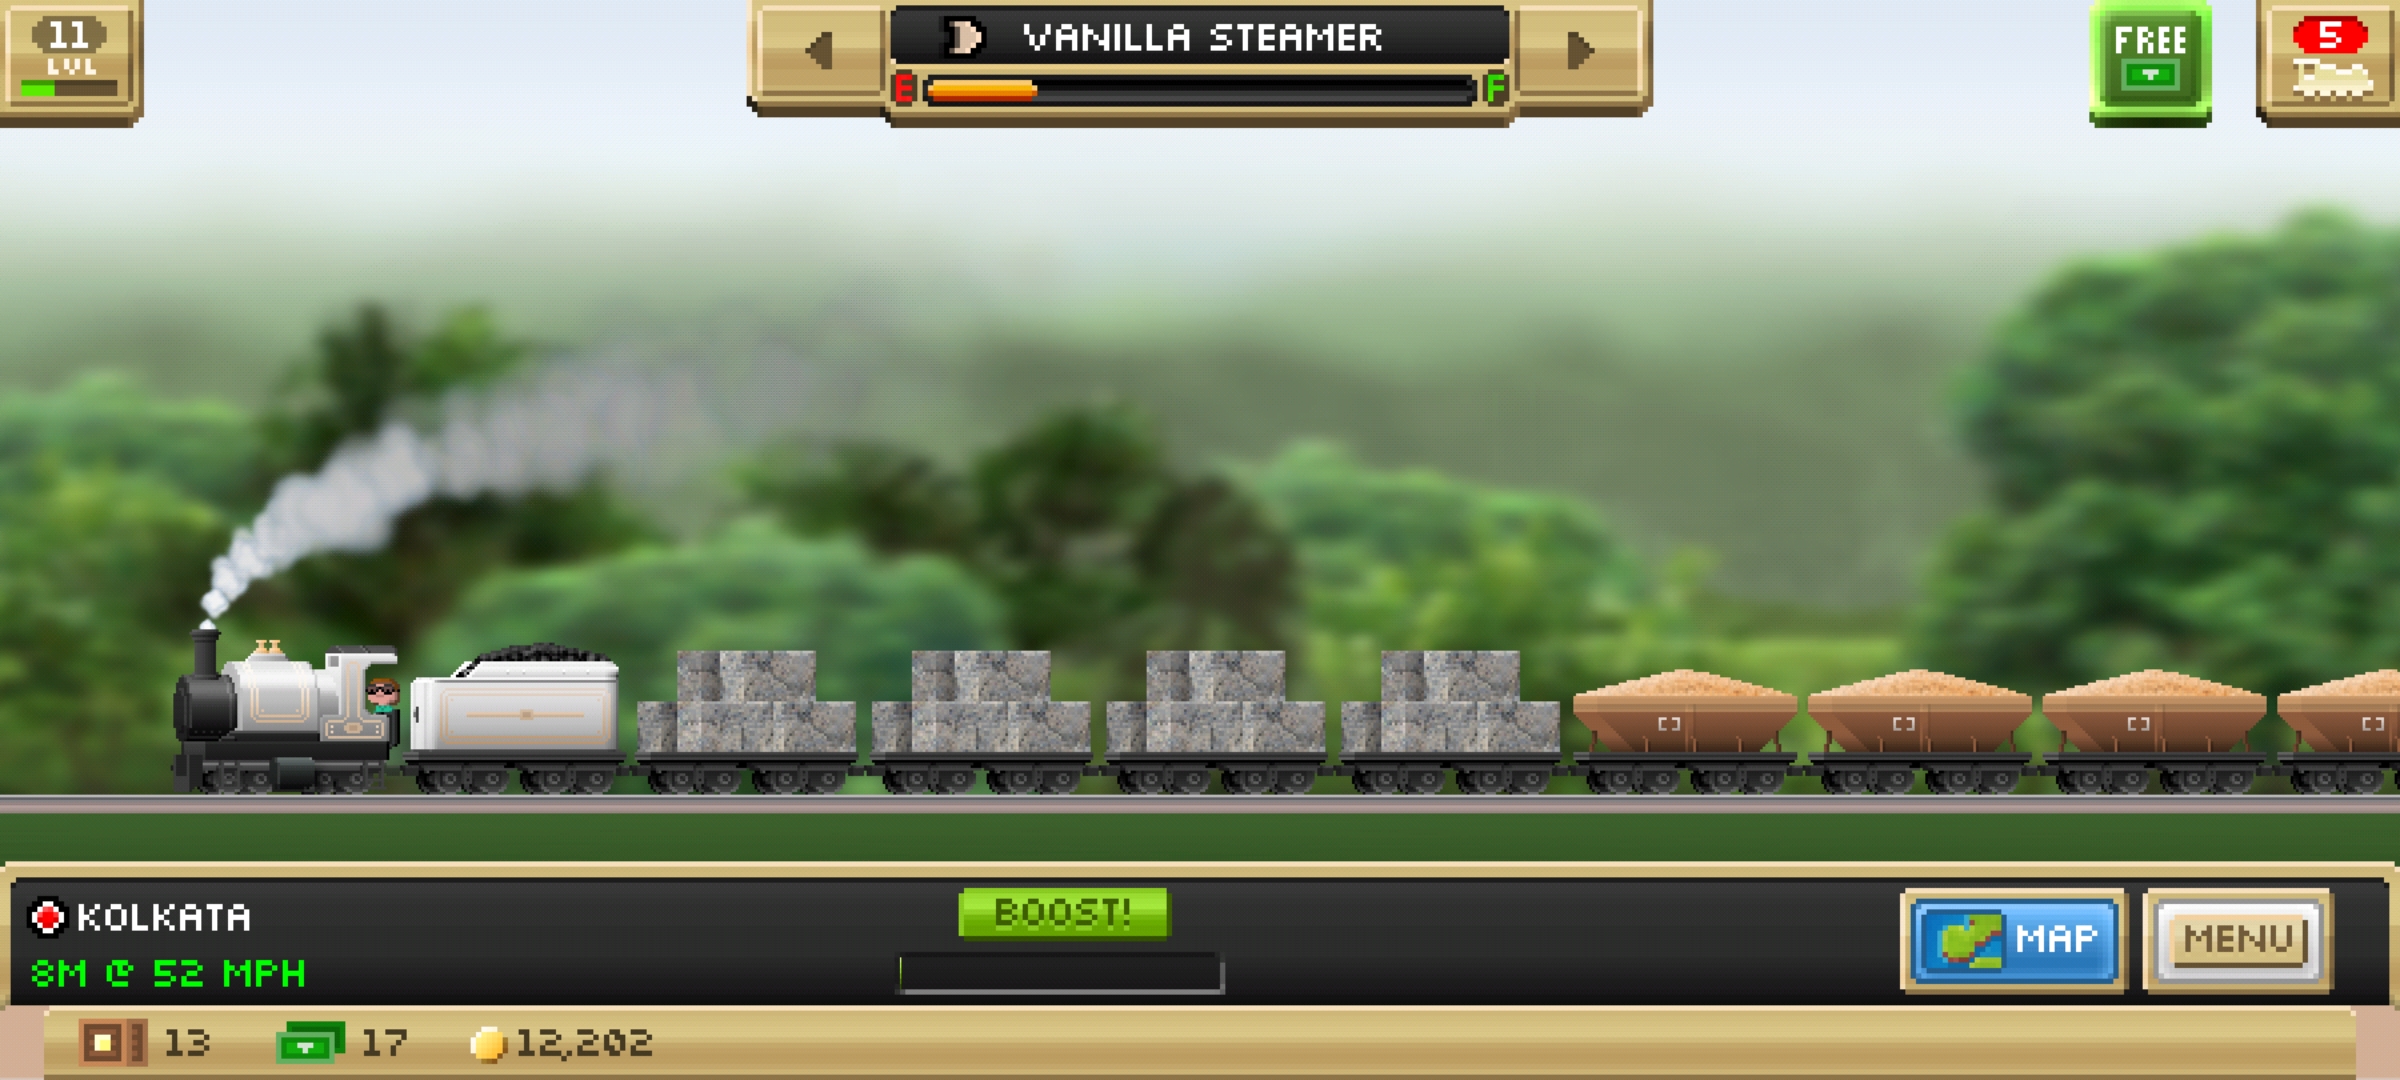 11
LVL
VANILLA STEAMER
E F
FREE
5
KOLKATA
8M @ 52 MPH
BOOST!
MAP
MENU
13
17
12,202